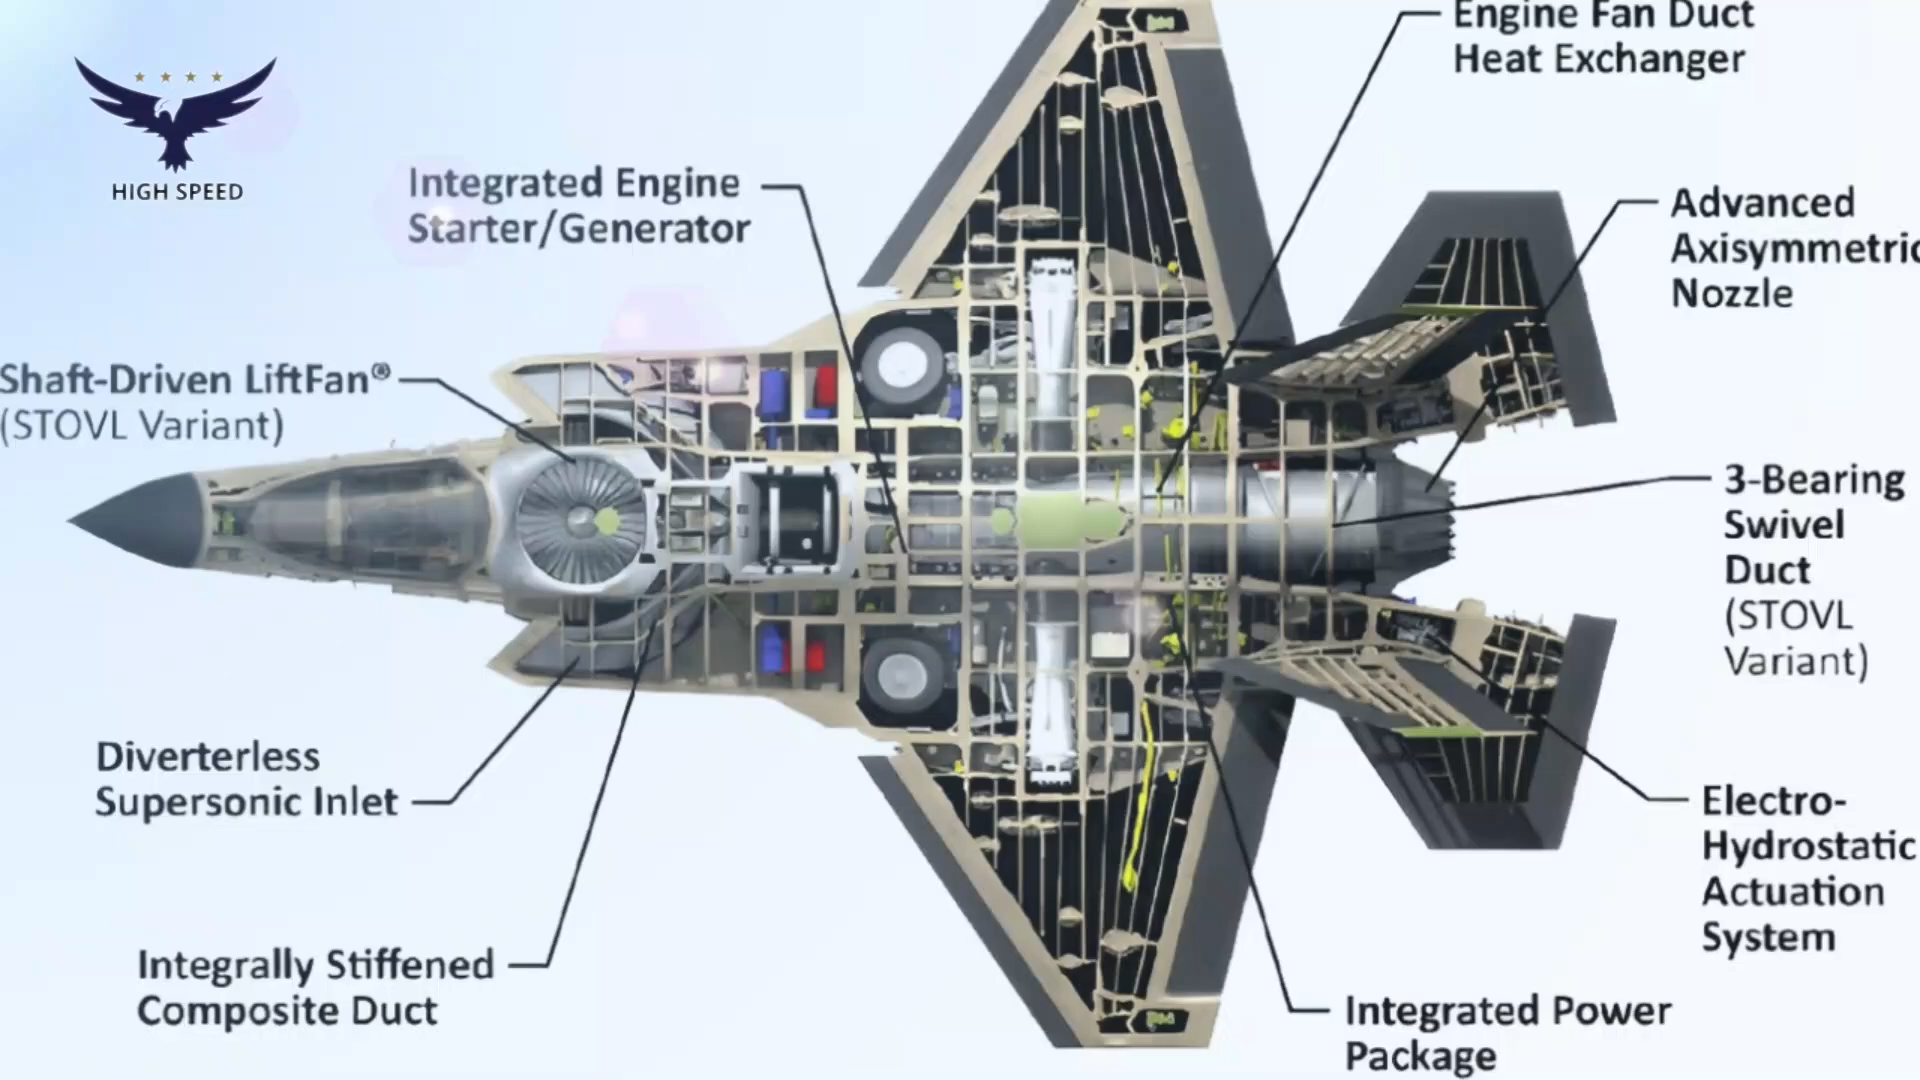 HIGH SPEED
Engine Fan Duct
Heat Exchanger
Integrated Engine
Starter/Generator
Advanced
Axisymmetric
Nozzle
Shaft-Driven LiftFan®
(STOVL Variant)
3-Bearing
Swivel
Duct
(STOVL
Variant)
Diverterless
Supersonic Inlet
Electro-
Hydrostatic
Actuation
System
Integrally Stiffened
Composite Duct
Integrated Power
Package